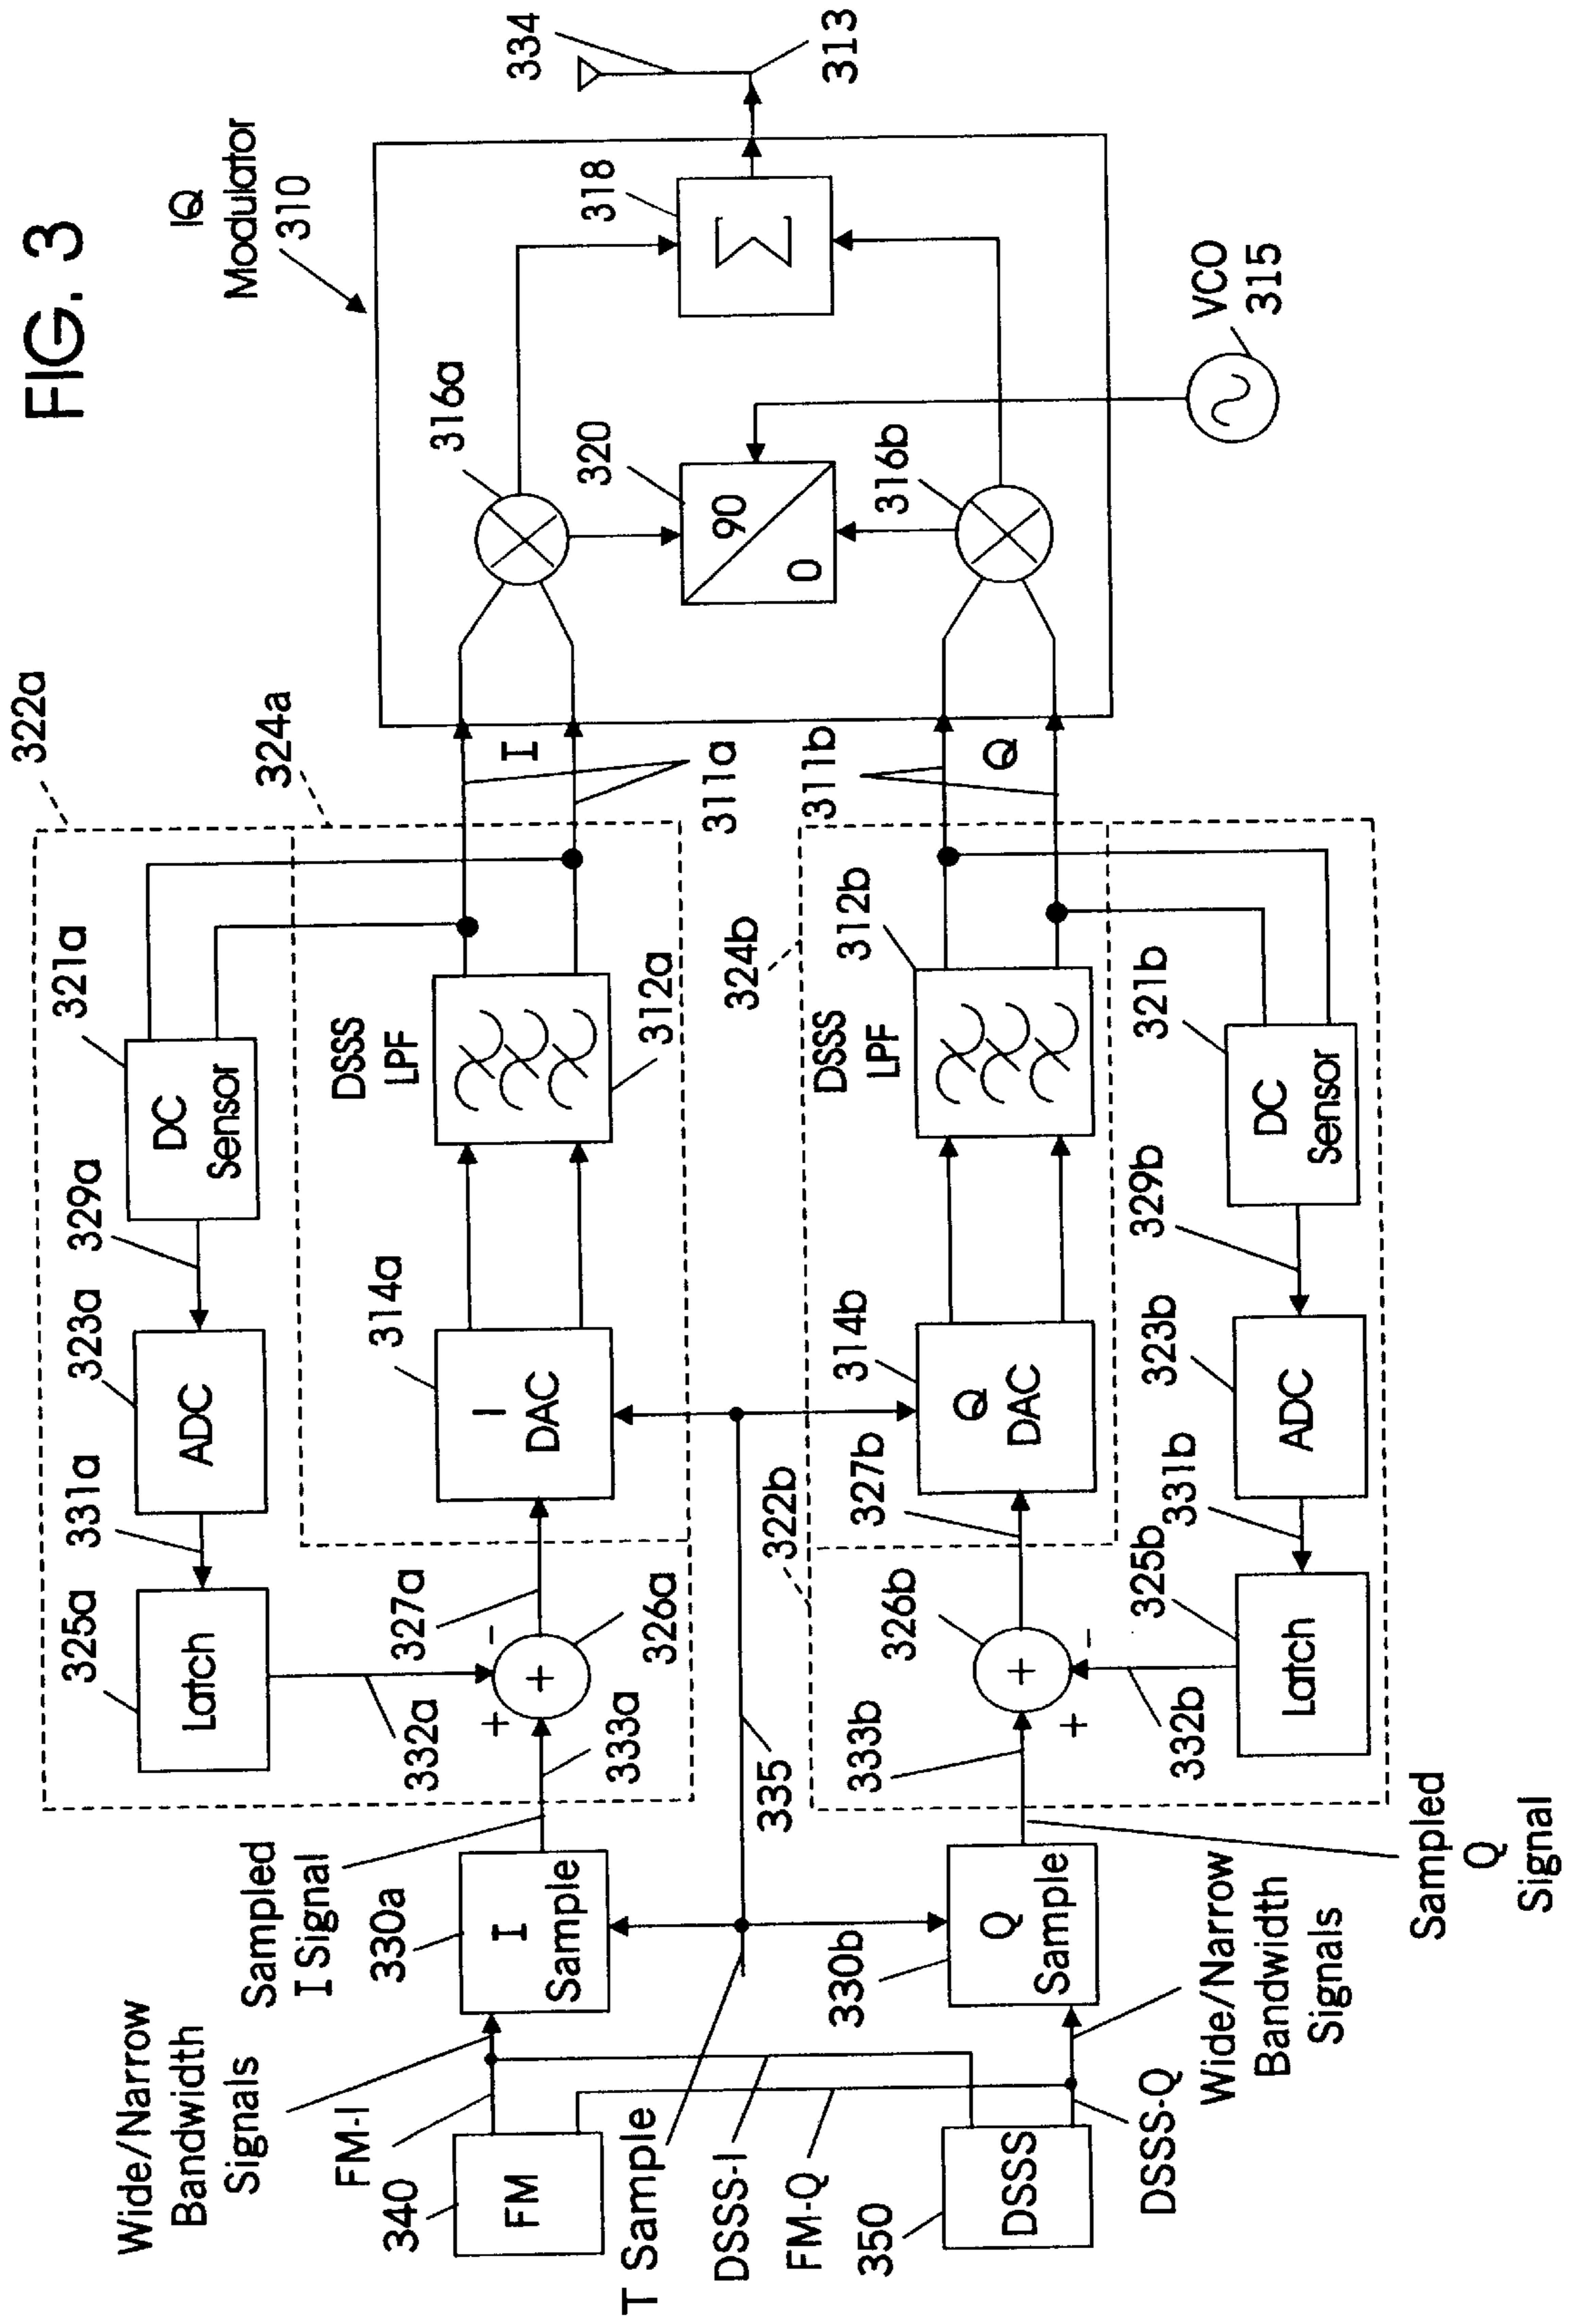 FIG. 3
IQ
Modulator
310
334
313
318
Σ
316a
320
90
0
316b
VCO
315
322a
324a
I
311a
311b
Q
321a
DC
Sensor
329a
323a
ADC
331a
325a
Latch
332a
DSSS
LPF
312a
314a
I
DAC
327a
-
+
+
326a
333a
Sampled
I Signal
330a
I
Sample
Wide/Narrow
Bandwidth
Signals
FM-I
340
FM
T Sample
DSSS-I
FM-Q
350
DSSS
DSSS-Q
Wide/Narrow
Bandwidth
Signals
335
324b
DSSS
LPF
312b
314b
Q
DAC
327b
322b
326b
+
+
-
333b
330b
Q
Sample
Sampled
Q
Signal
321b
DC
Sensor
329b
323b
ADC
331b
325b
Latch
332b